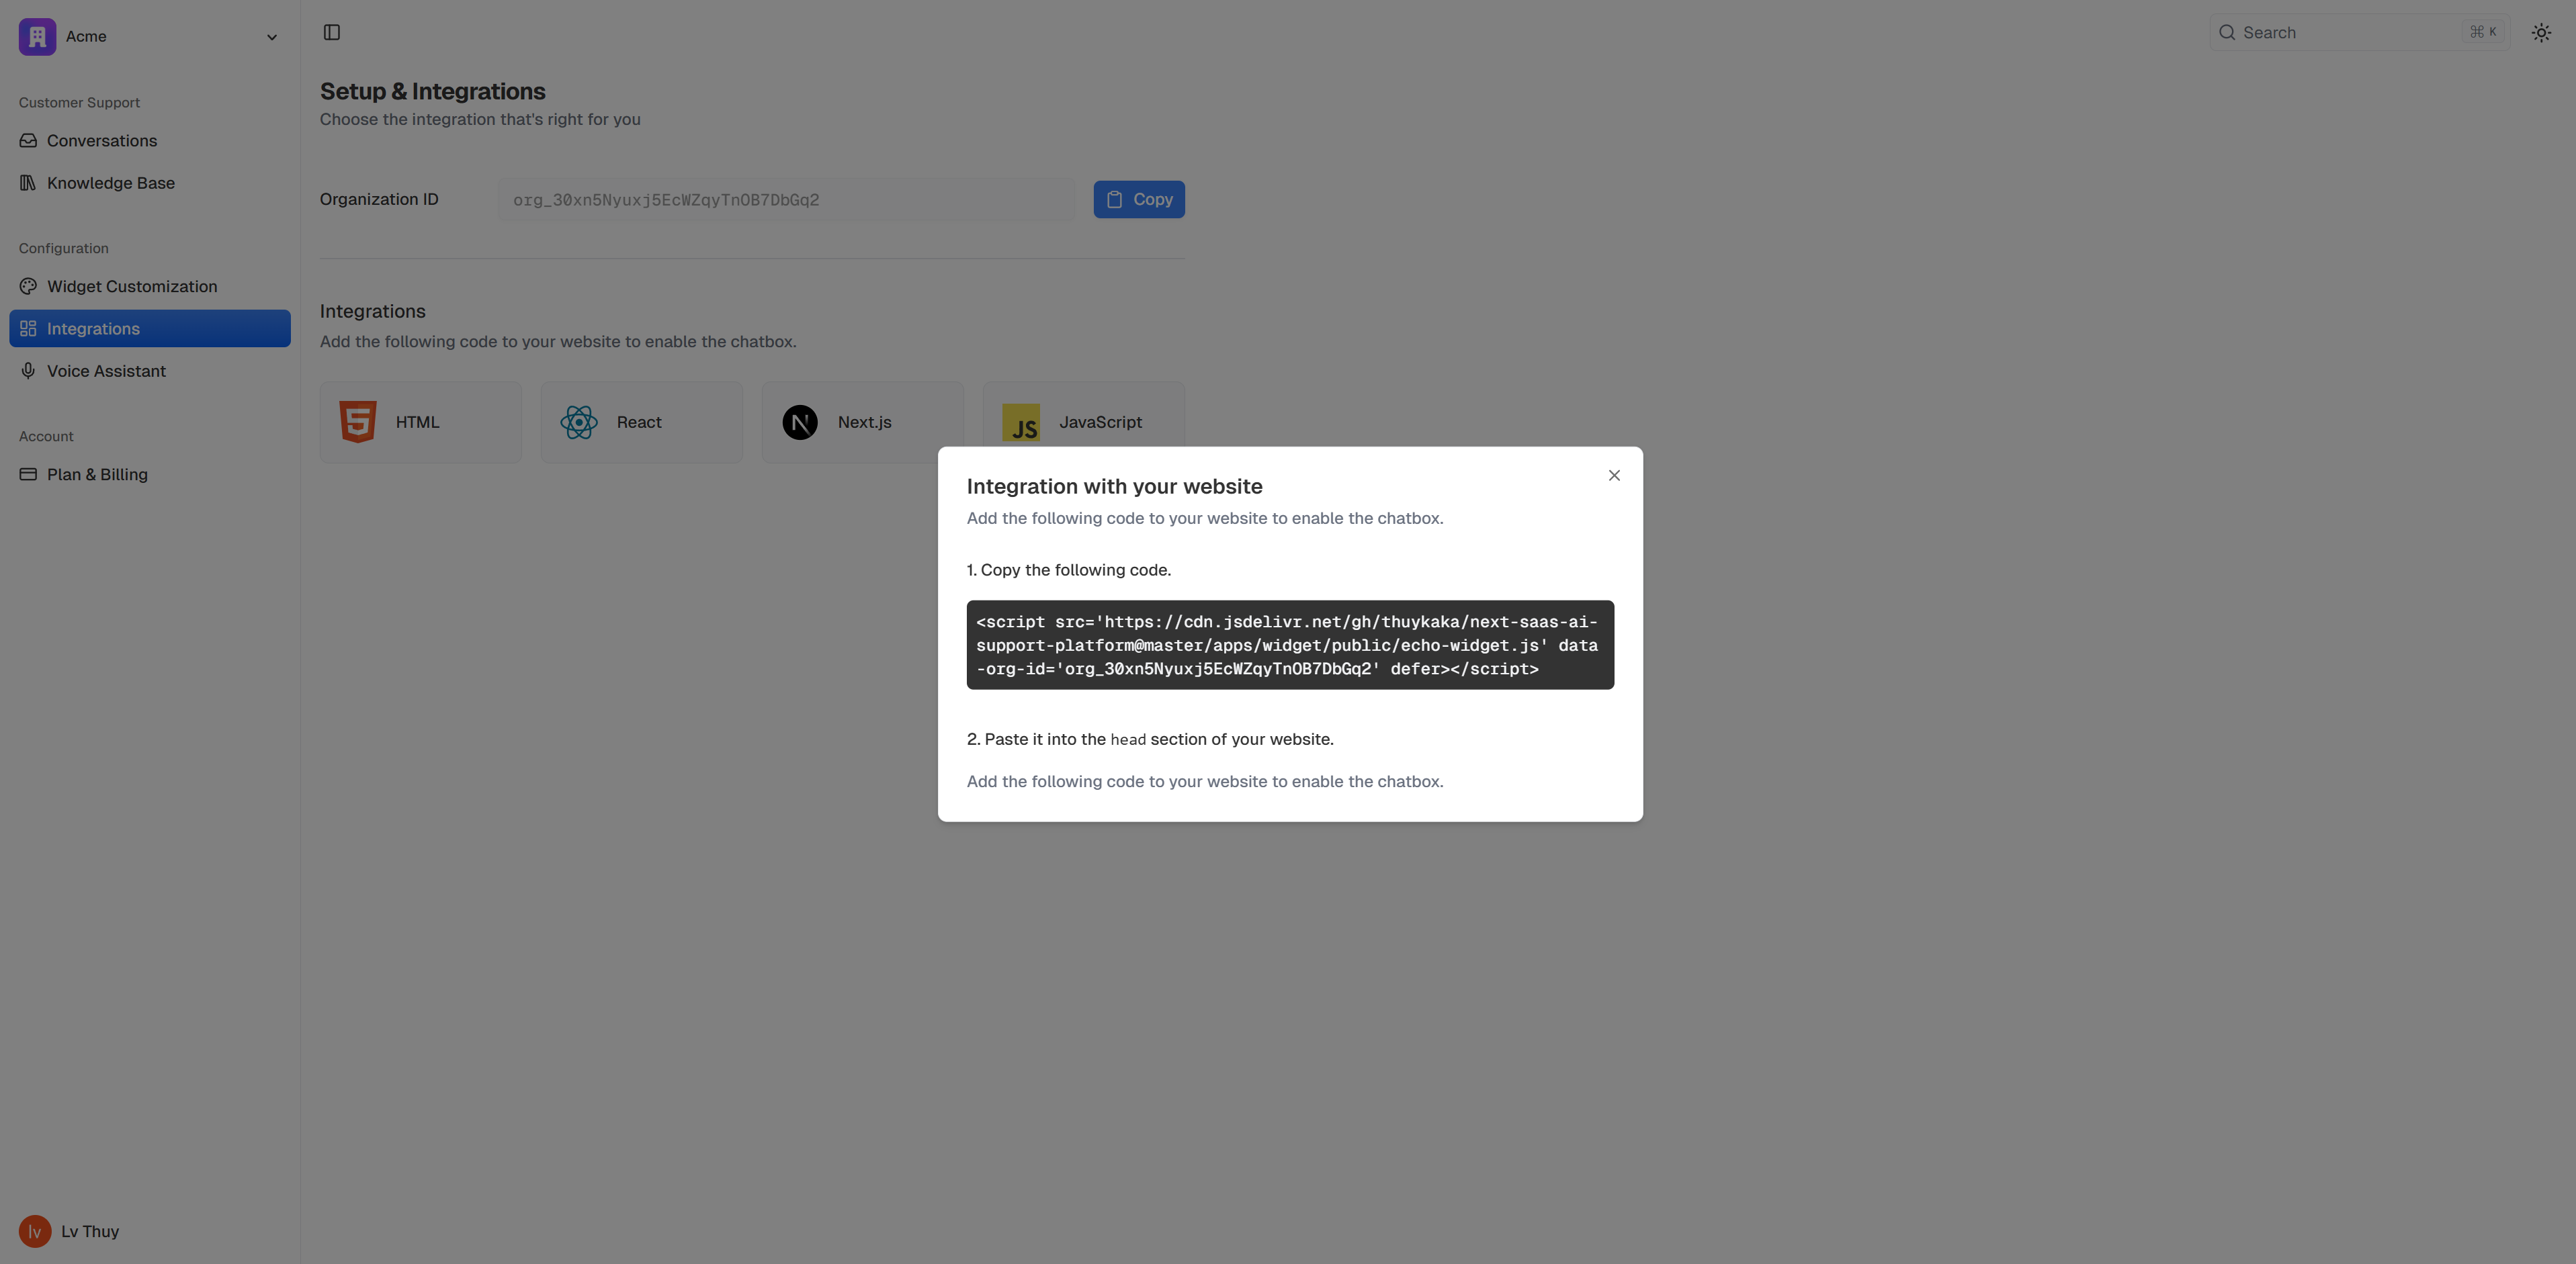 Acme
Search
⌘ K
Customer Support
Conversations
Knowledge Base
Configuration
Widget Customization
Integrations
Voice Assistant
Account
Plan & Billing
lv
Lv Thuy
Setup & Integrations
Choose the integration that's right for you
Organization ID
org_30xn5Nyuxj5EcWZqyTnOB7DbGq2
Copy
Integrations
Add the following code to your website to enable the chatbox.
HTML
React
Next.js
JS
JavaScript
Integration with your website
Add the following code to your website to enable the chatbox.
1. Copy the following code.
<script src='https://cdn.jsdelivr.net/gh/thuykaka/next-saas-ai-
support-platform@master/apps/widget/public/echo-widget.js' data
-org-id='org_30xn5Nyuxj5EcWZqyTnOB7DbGq2' defer></script>
2. Paste it into the head section of your website.
Add the following code to your website to enable the chatbox.